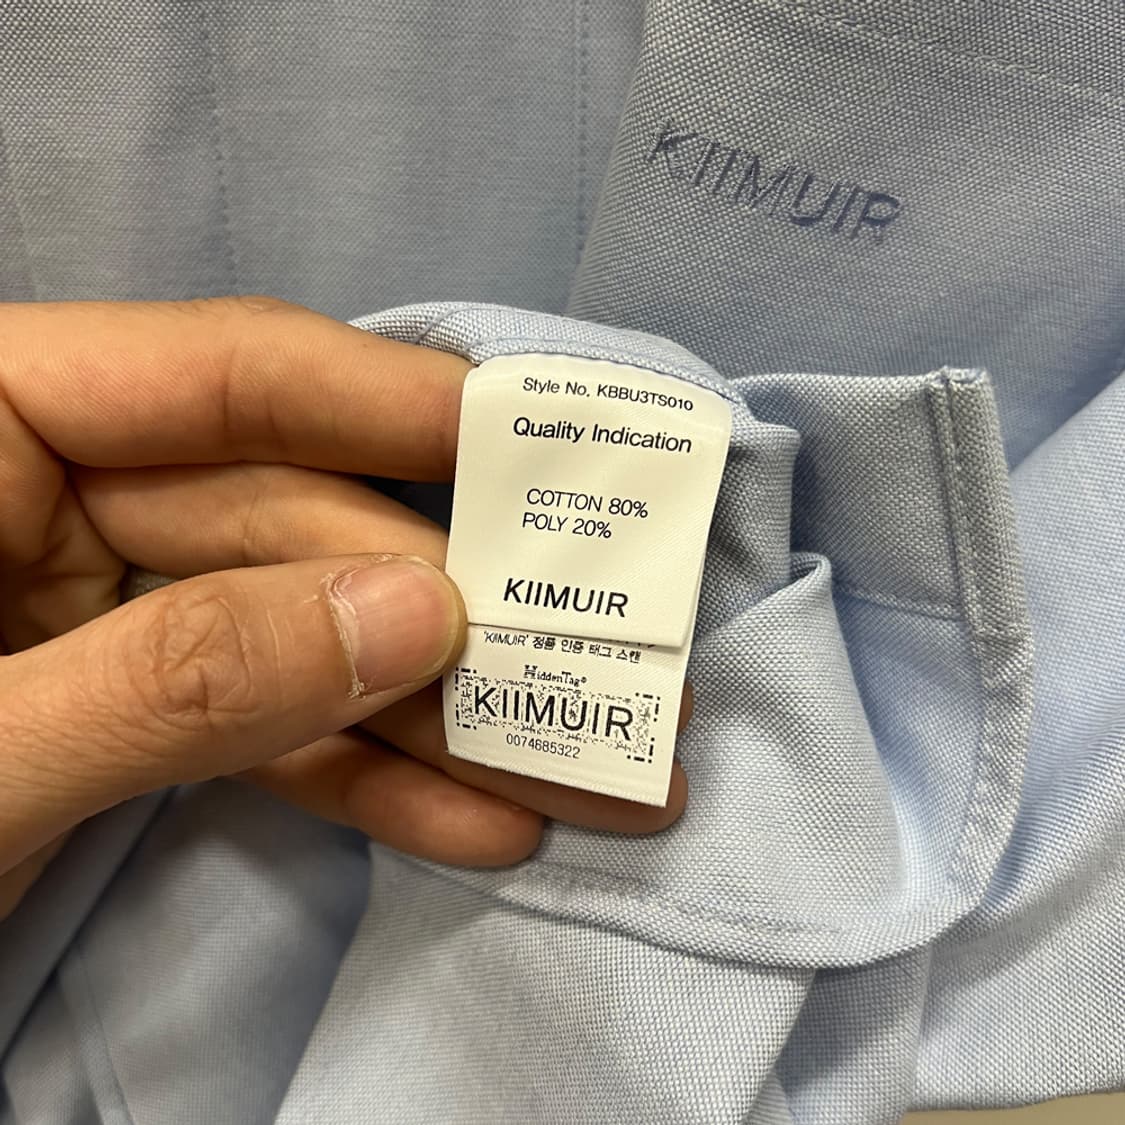 KIIMUIR
Style No. KBBU3TS010
Quality Indication
COTTON 80%
POLY 20%
KIIMUIR
'KIIMUIR' 정품 인증 태그 스캔
HiddenTag®
KIIMUIR
0074685322